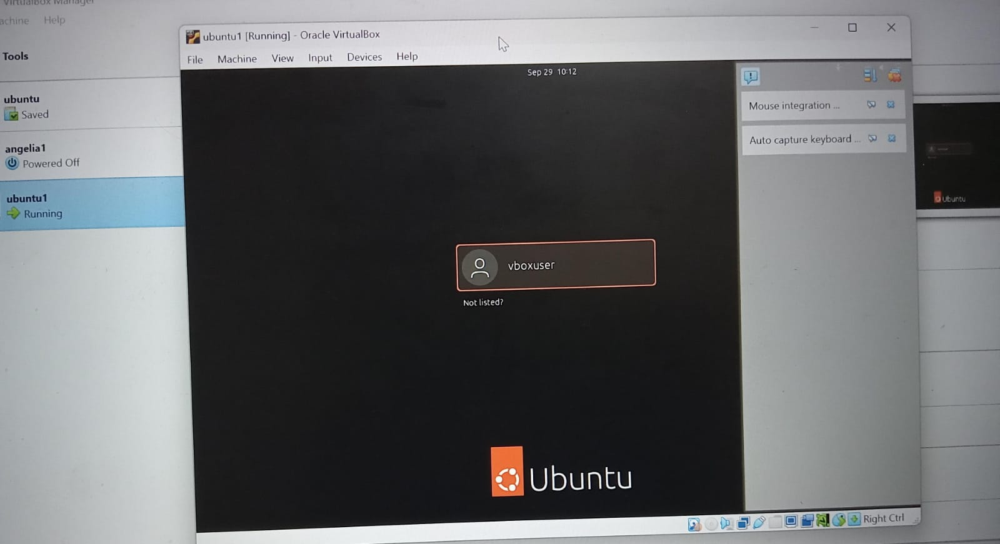 VirtualBox Manager
Help
Tools
ubuntu
Saved
angelia1
Powered Off
ubuntu1
Running
ubuntu1 [Running] - Oracle VirtualBox
File Machine View Input Devices Help
Sep 29 10:12
vboxuser
Not listed?
Ubuntu
Mouse integration ...
Auto capture keyboard ...
Right Ctrl
Ubuntu